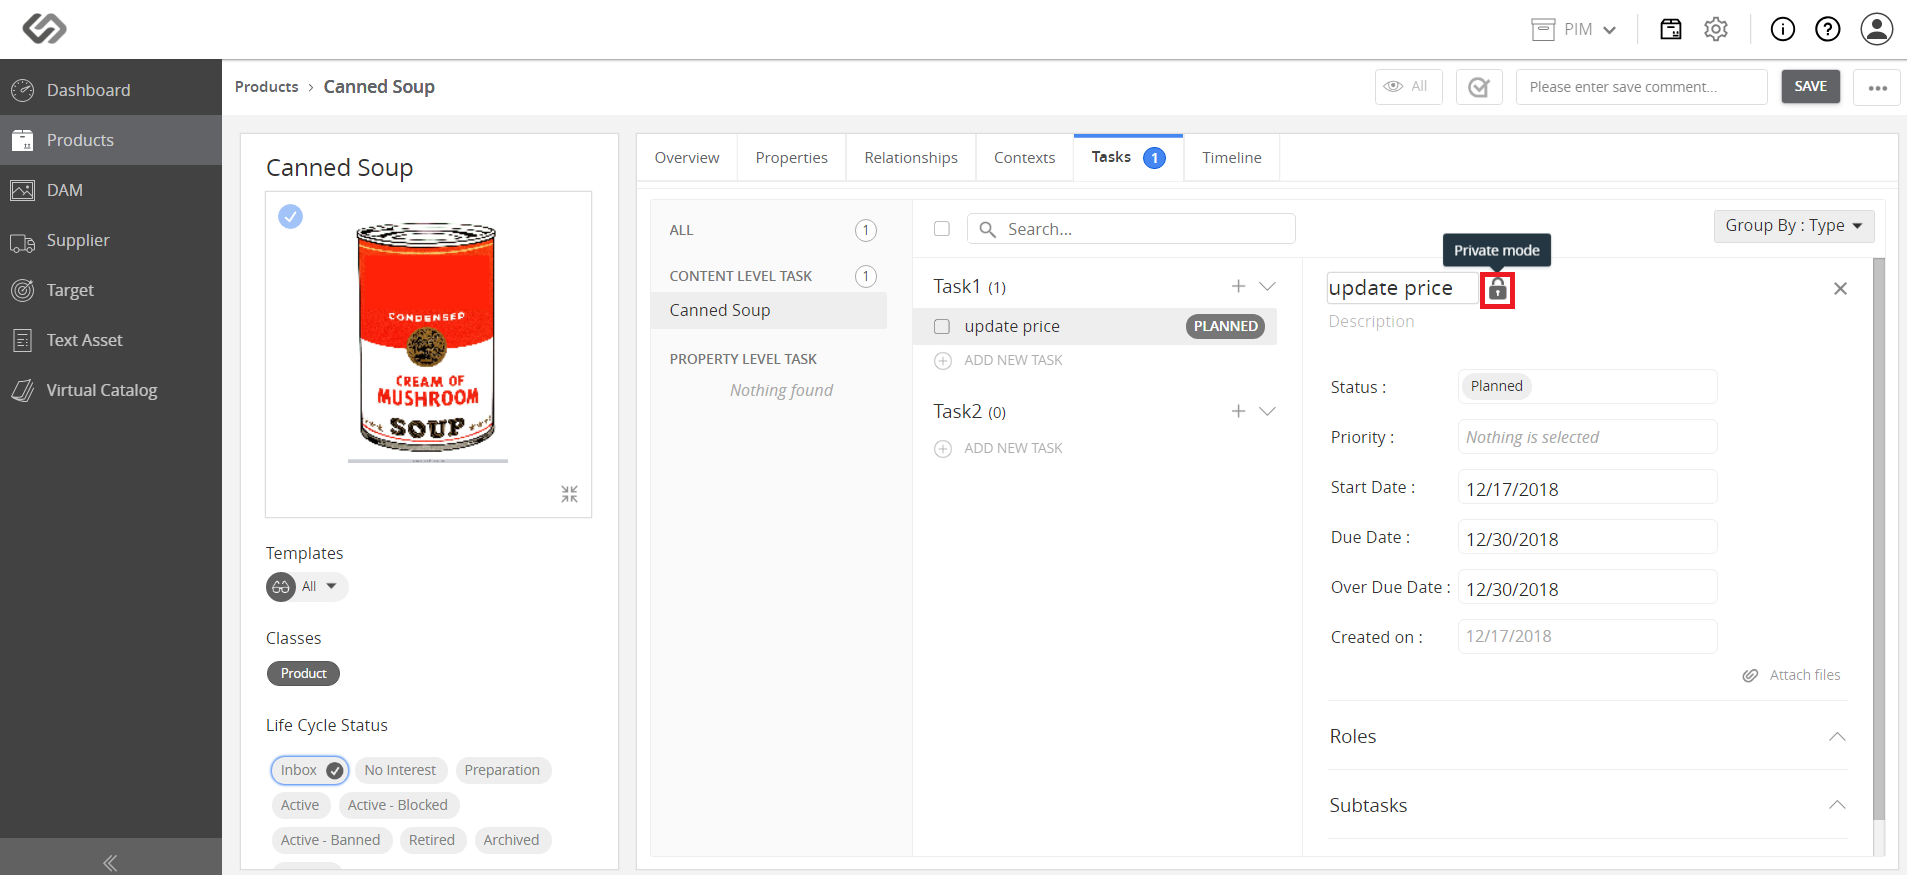 PIM
Dashboard
Products
DAM
Supplier
Target
Text Asset
Virtual Catalog
Products › Canned Soup
All
Please enter save comment...
SAVE
Canned Soup
CONDENSED
CREAM OF
MUSHROOM
SOUP
Templates
All
Classes
Product
Life Cycle Status
Inbox
No Interest
Preparation
Active
Active - Blocked
Active - Banned
Retired
Archived
Overview
Properties
Relationships
Contexts
Tasks 1
Timeline
ALL 1
CONTENT LEVEL TASK 1
Canned Soup
PROPERTY LEVEL TASK
Nothing found
Search...
Group By : Type
Task1 (1)
update price PLANNED
ADD NEW TASK
Task2 (0)
ADD NEW TASK
Private mode
update price
Description
Status : Planned
Priority : Nothing is selected
Start Date : 12/17/2018
Due Date : 12/30/2018
Over Due Date : 12/30/2018
Created on : 12/17/2018
Attach files
Roles
Subtasks